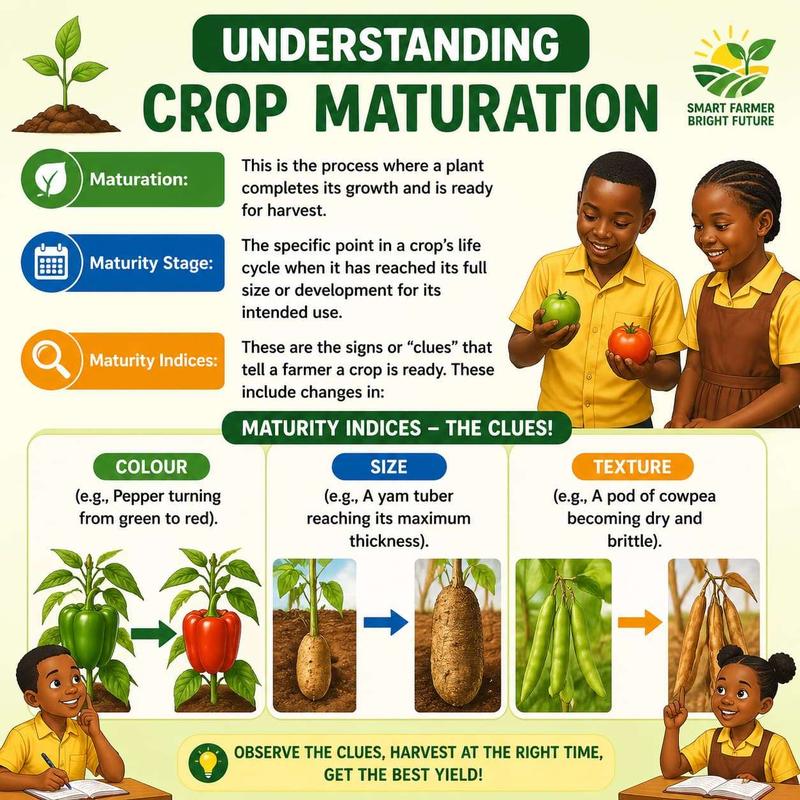 UNDERSTANDING
CROP MATURATION
SMART FARMER
BRIGHT FUTURE
Maturation:
This is the process where a plant
completes its growth and is ready
for harvest.
Maturity Stage:
The specific point in a crop's life
cycle when it has reached its full
size or development for its
intended use.
Maturity Indices:
These are the signs or “clues” that
tell a farmer a crop is ready. These
include changes in:
MATURITY INDICES – THE CLUES!
COLOUR
(e.g., Pepper turning
from green to red).
SIZE
(e.g., A yam tuber
reaching its maximum
thickness).
TEXTURE
(e.g., A pod of cowpea
becoming dry and
brittle).
OBSERVE THE CLUES, HARVEST AT THE RIGHT TIME,
GET THE BEST YIELD!